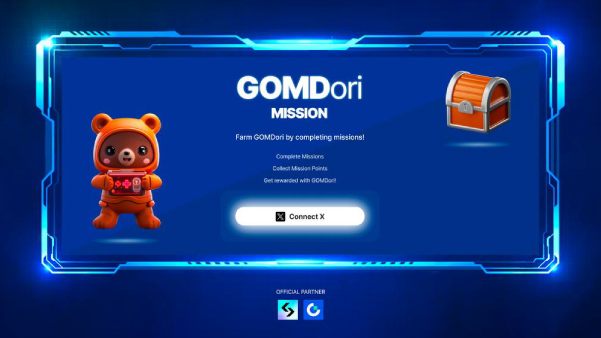 GOMDori
MISSION
Farm GOMDori by completing missions!
Complete Missions
Collect Mission Points
Get rewarded with GOMDori!
Connect X
OFFICIAL PARTNER